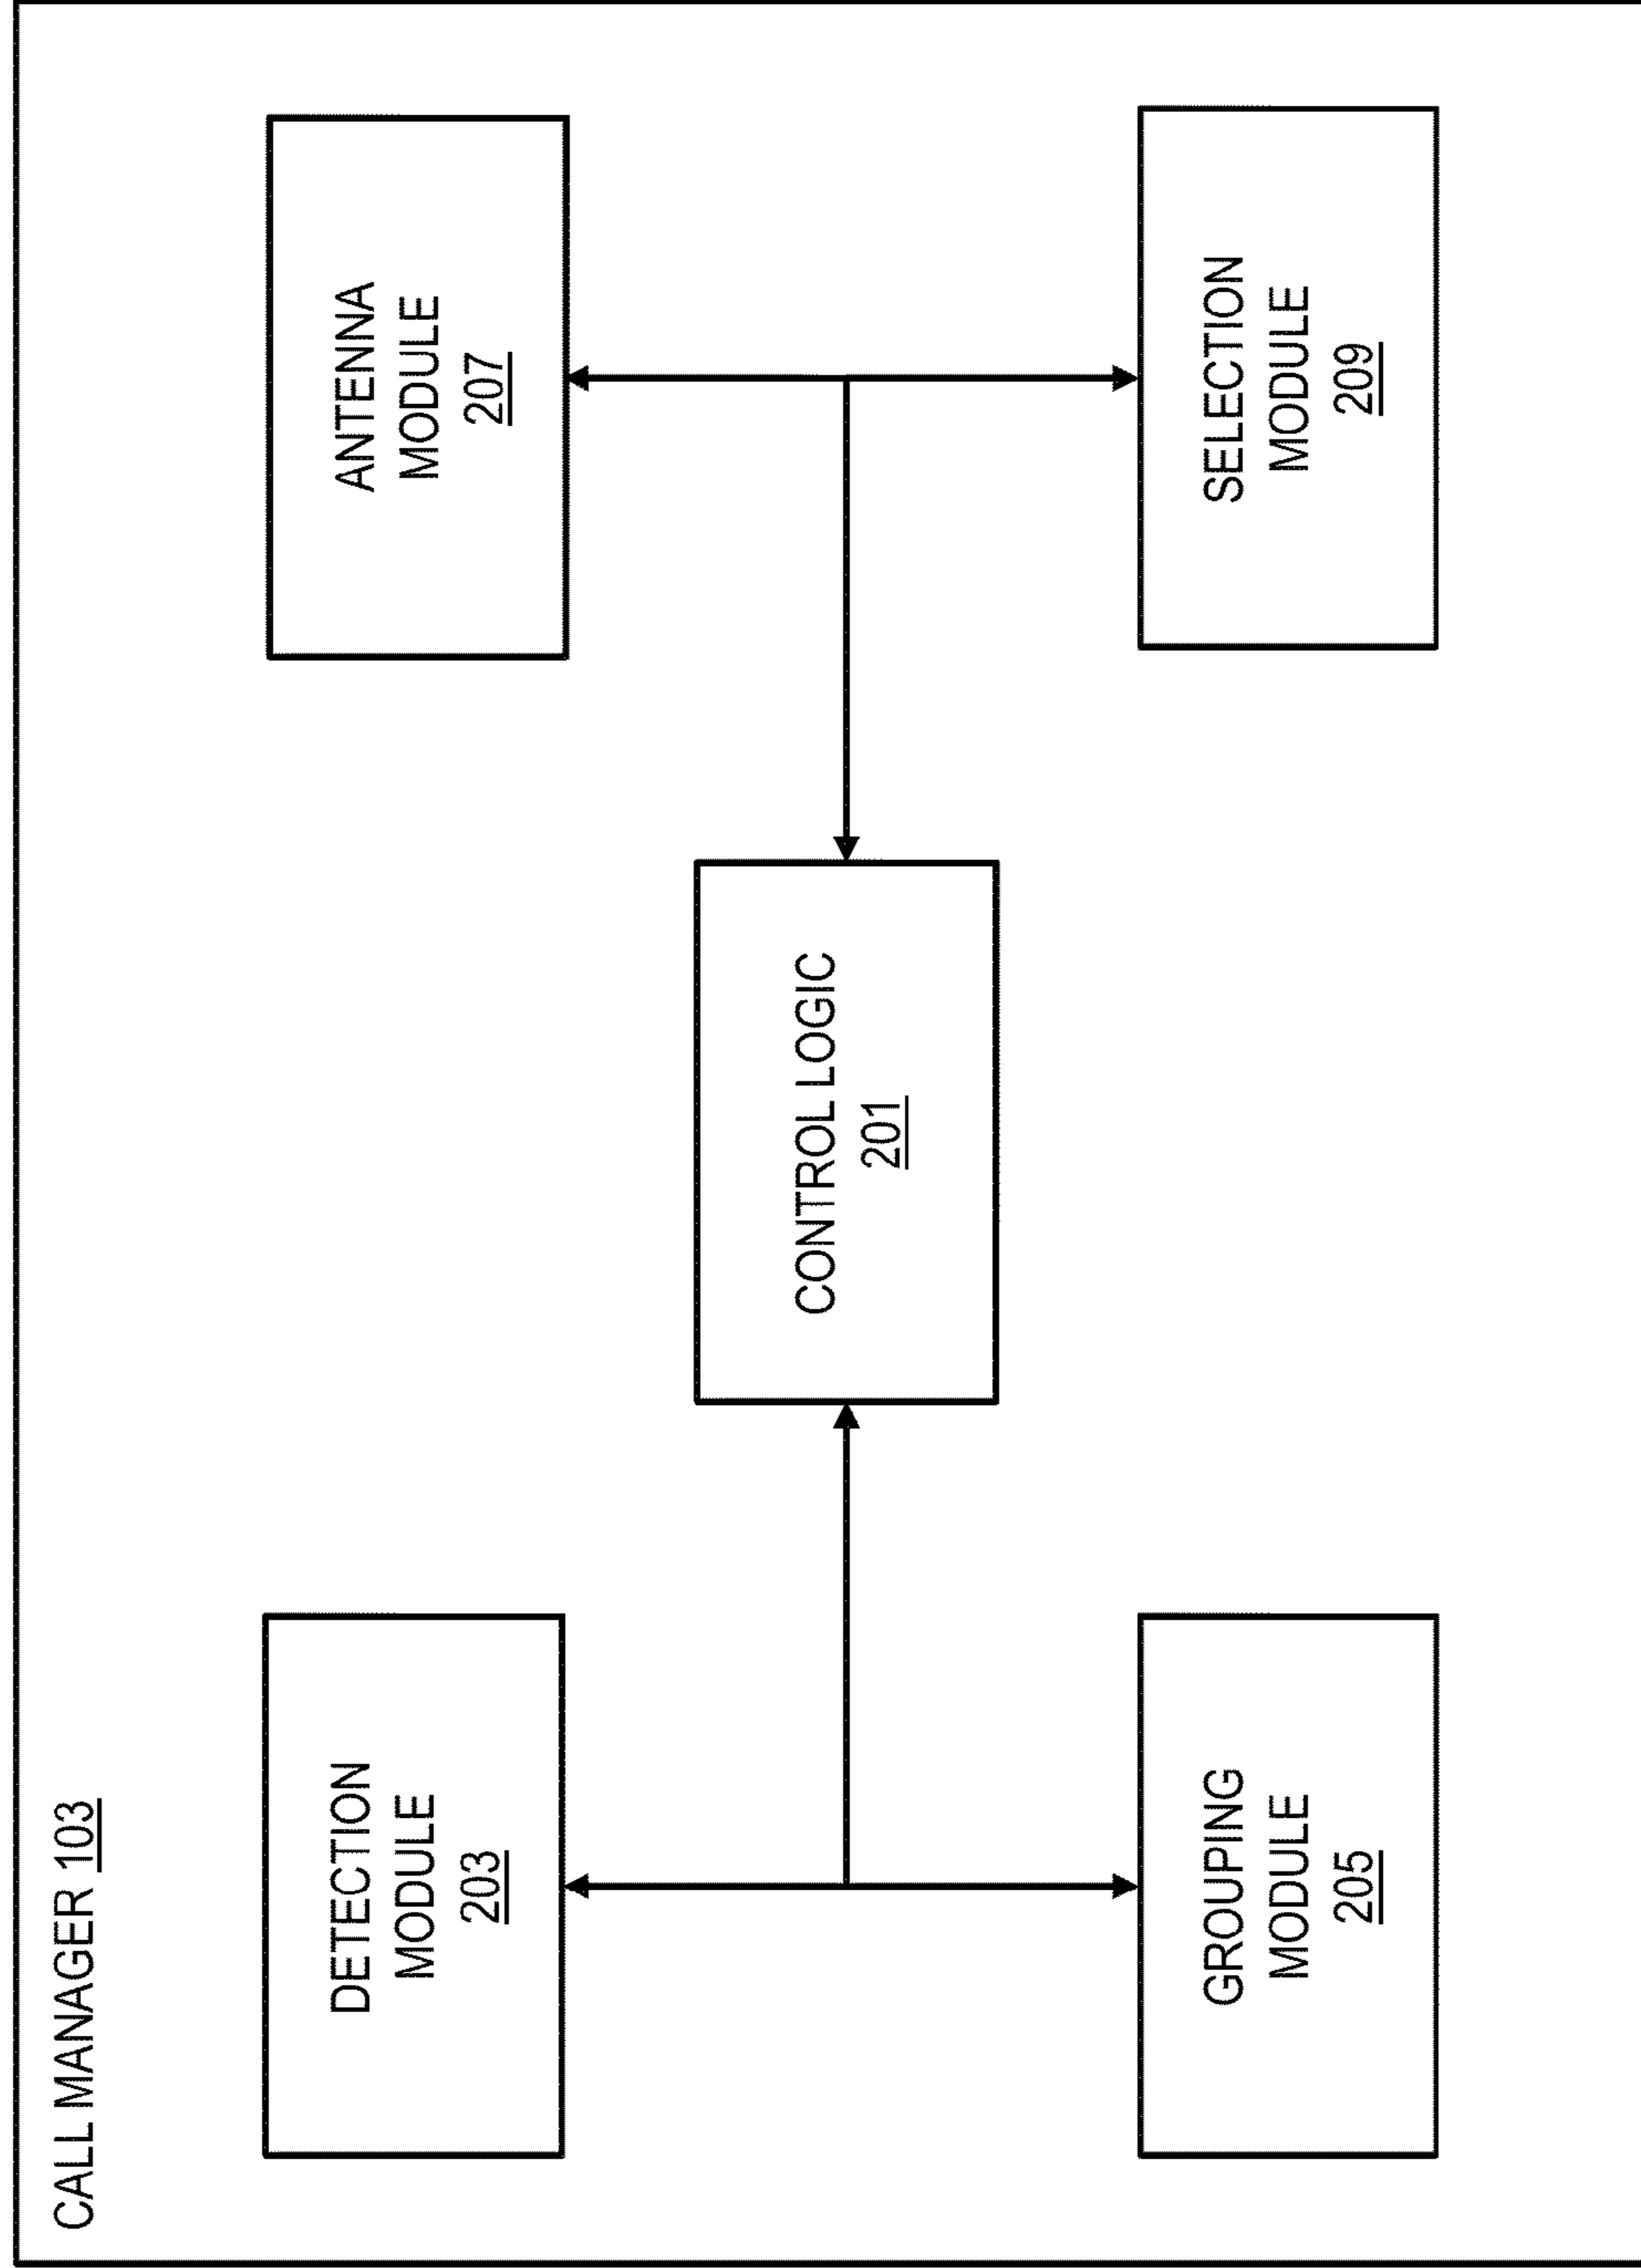 CALL MANAGER 103
DETECTION
MODULE
203
ANTENNA
MODULE
207
CONTROL LOGIC
201
GROUPING
MODULE
205
SELECTION
MODULE
209